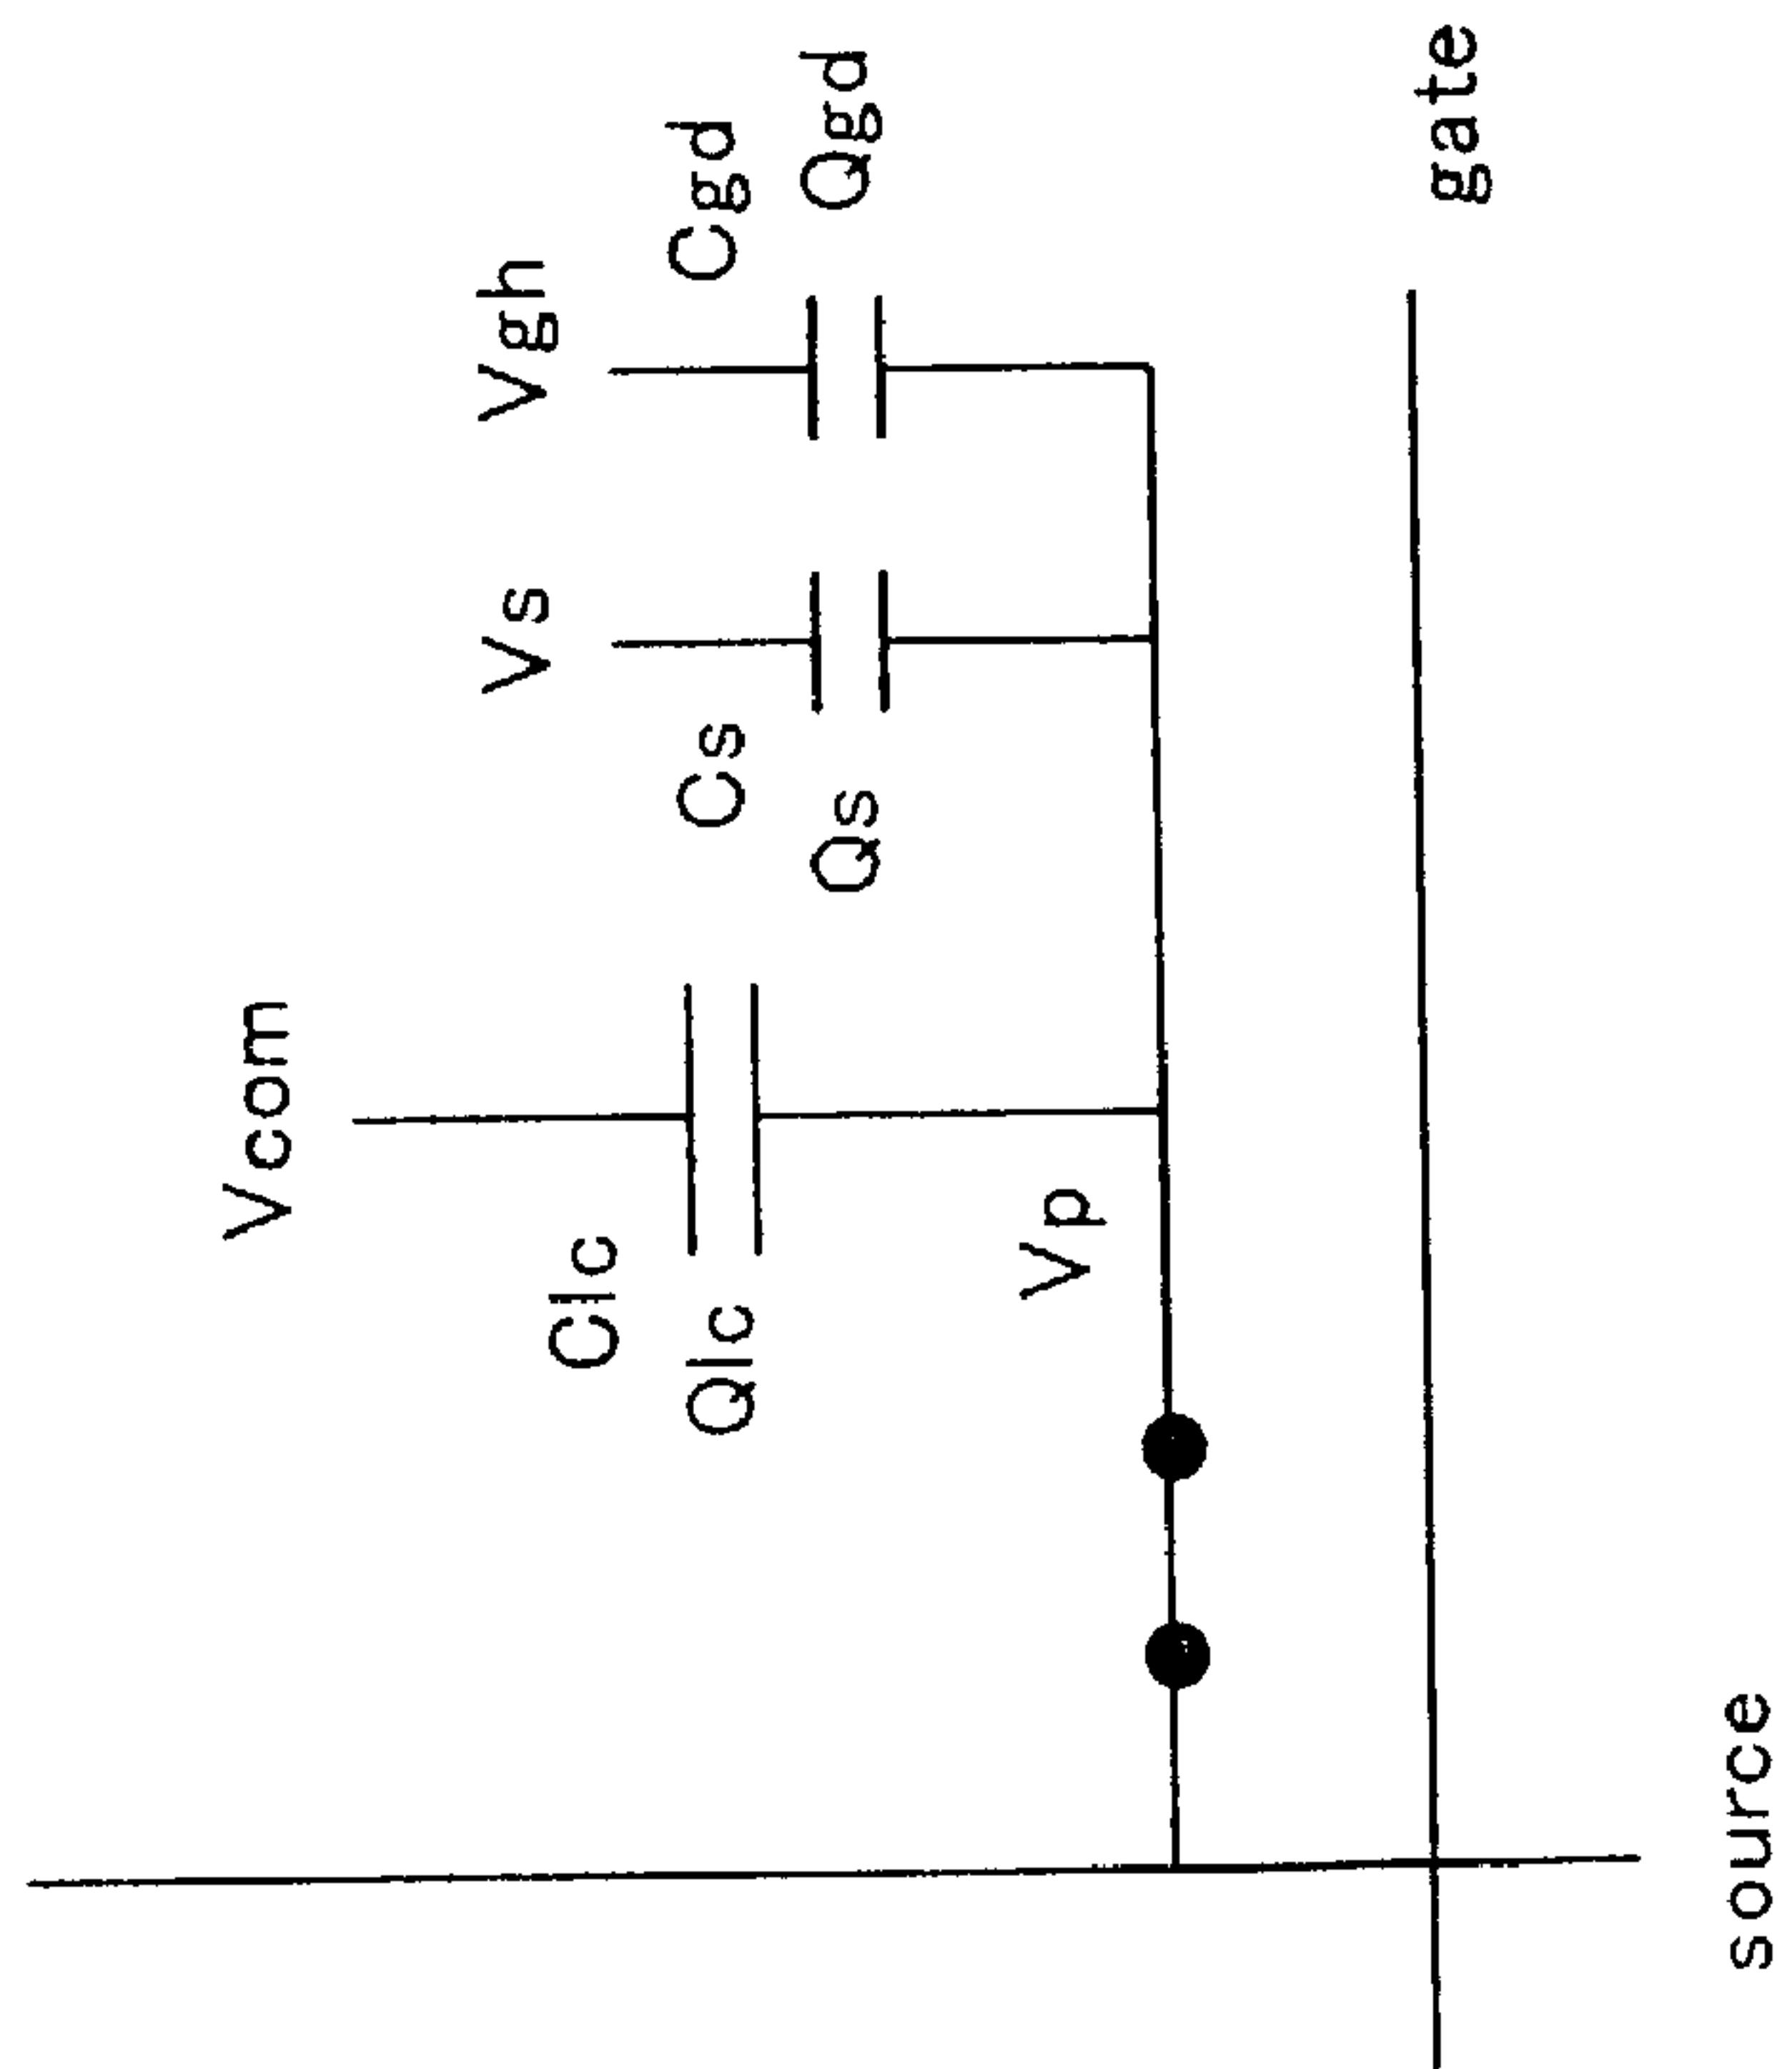 Vcom
Vs
Vgh
Clc
Qlc
Cs
Qs
Cgd
Qgd
Vp
gate
source